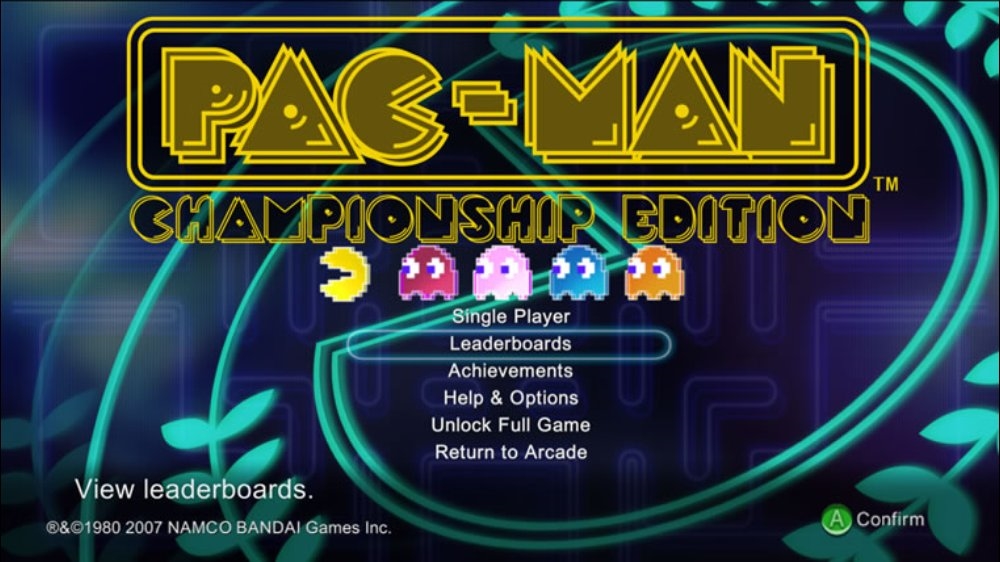 PAC-MAN
TM
CHAMPIONSHIP EDITION
Single Player
Leaderboards
Achievements
Help & Options
Unlock Full Game
Return to Arcade
View leaderboards.
®&©1980 2007 NAMCO BANDAI Games Inc.
A Confirm